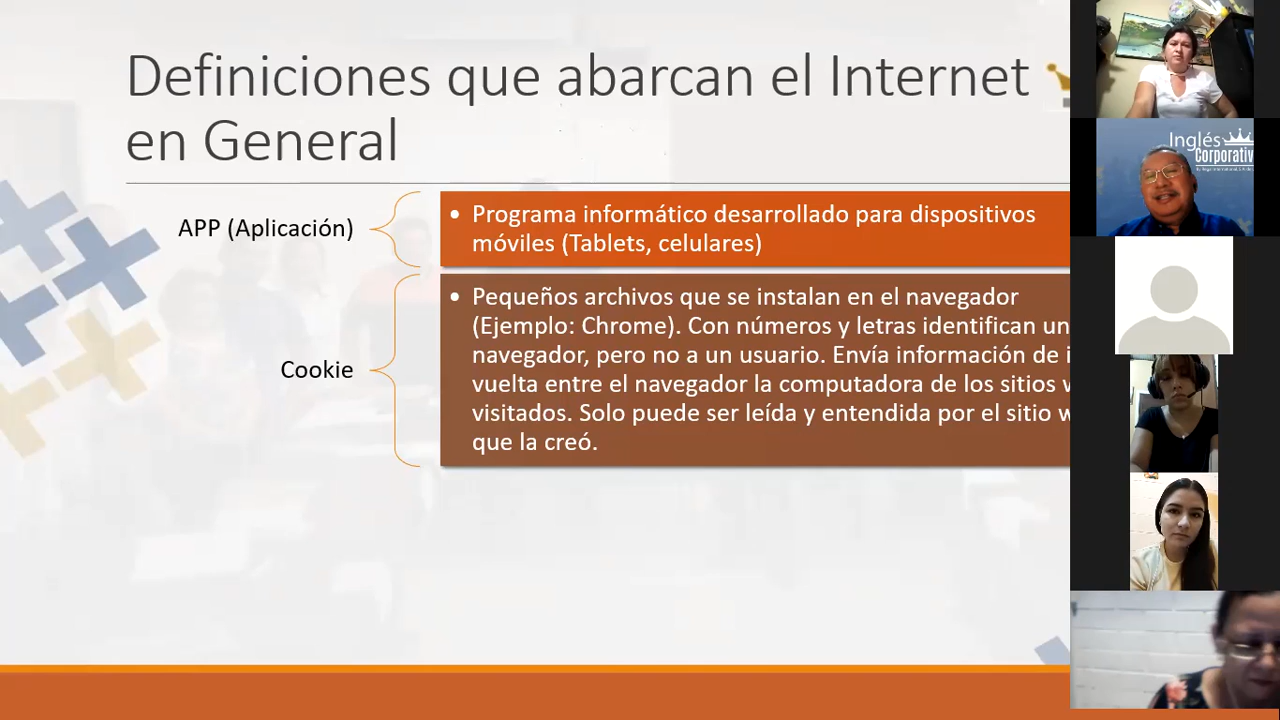 Definiciones que abarcan el Internet
en General
APP (Aplicación)
• Programa informático desarrollado para dispositivos
móviles (Tablets, celulares)
Cookie
• Pequeños archivos que se instalan en el navegador
(Ejemplo: Chrome). Con números y letras identifican un
navegador, pero no a un usuario. Envía información de
vuelta entre el navegador la computadora de los sitios
visitados. Solo puede ser leída y entendida por el sitio
que la creó.
Inglés
Corporativ